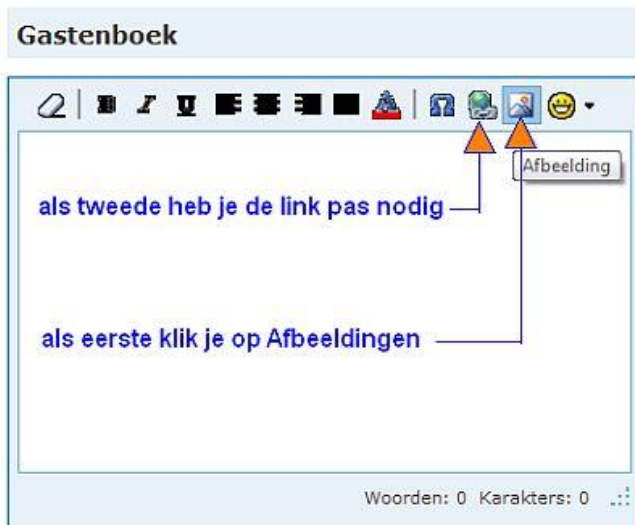 Gastenboek
B I U
Ω
Afbeelding
als tweede heb je de link pas nodig
als eerste klik je op Afbeeldingen
Woorden: 0 Karakters: 0